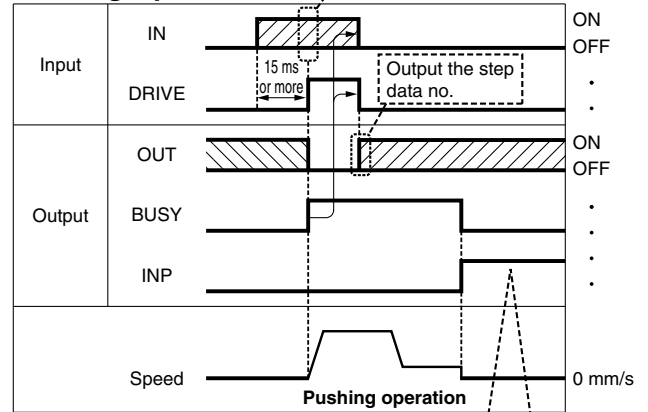 IN
ON
OFF
Input
15 ms
or more
Output the step
data no.
DRIVE
OUT
ON
OFF
Output
BUSY
INP
Speed
0 mm/s
Pushing operation